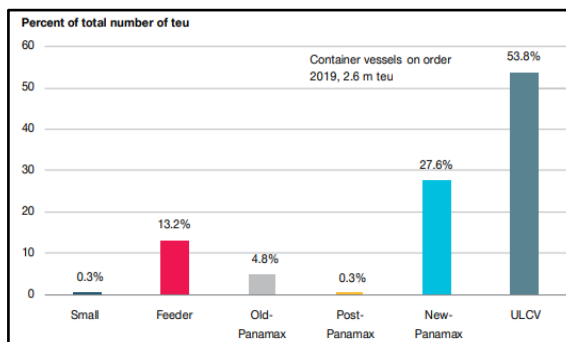 Percent of total number of teu
60
50
40
30
20
10
0
Container vessels on order
2019, 2.6 m teu
0.3%
13.2%
4.8%
0.3%
27.6%
53.8%
Small
Feeder
Old-
Panamax
Post-
Panamax
New-
Panamax
ULCV